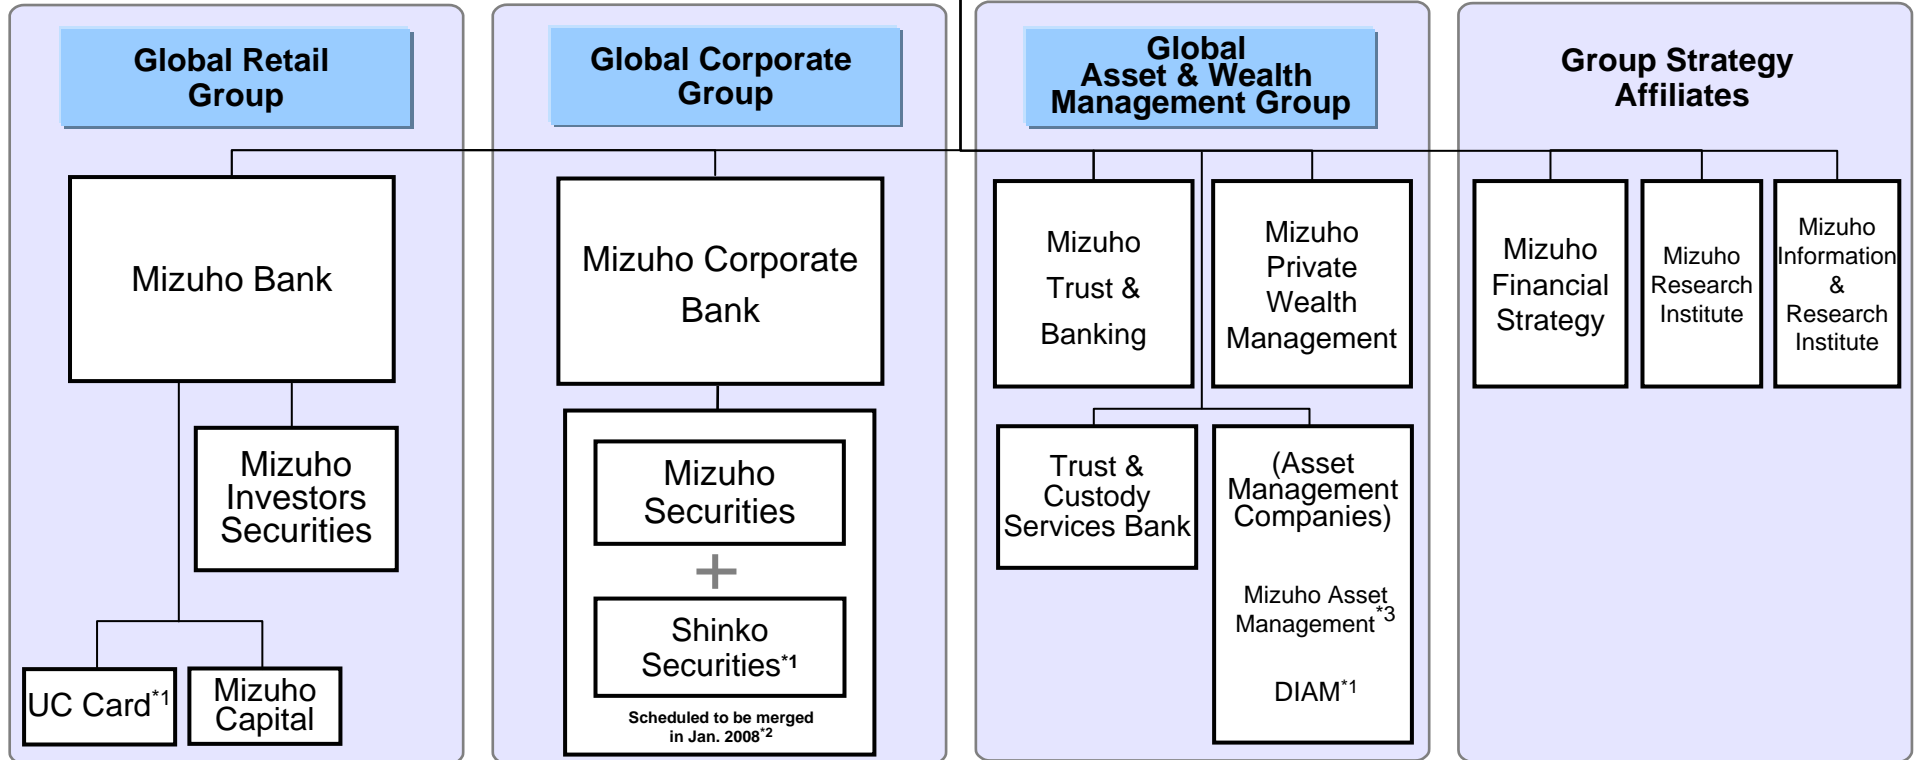 Global Retail
Group
Global Corporate
Group
Global
Asset & Wealth
Management Group
Group Strategy
Affiliates
Mizuho Bank
Mizuho
Investors
Securities
UC Card*1
Mizuho
Capital
Mizuho Corporate
Bank
Mizuho
Securities
+
Shinko
Securities*1
Scheduled to be merged
in Jan. 2008*2
Mizuho
Trust &
Banking
Mizuho
Private
Wealth
Management
Trust &
Custody
Services Bank
(Asset
Management
Companies)
Mizuho Asset
Management*3
DIAM*1
Mizuho
Financial
Strategy
Mizuho
Research
Institute
Mizuho
Information
&
Research
Institute